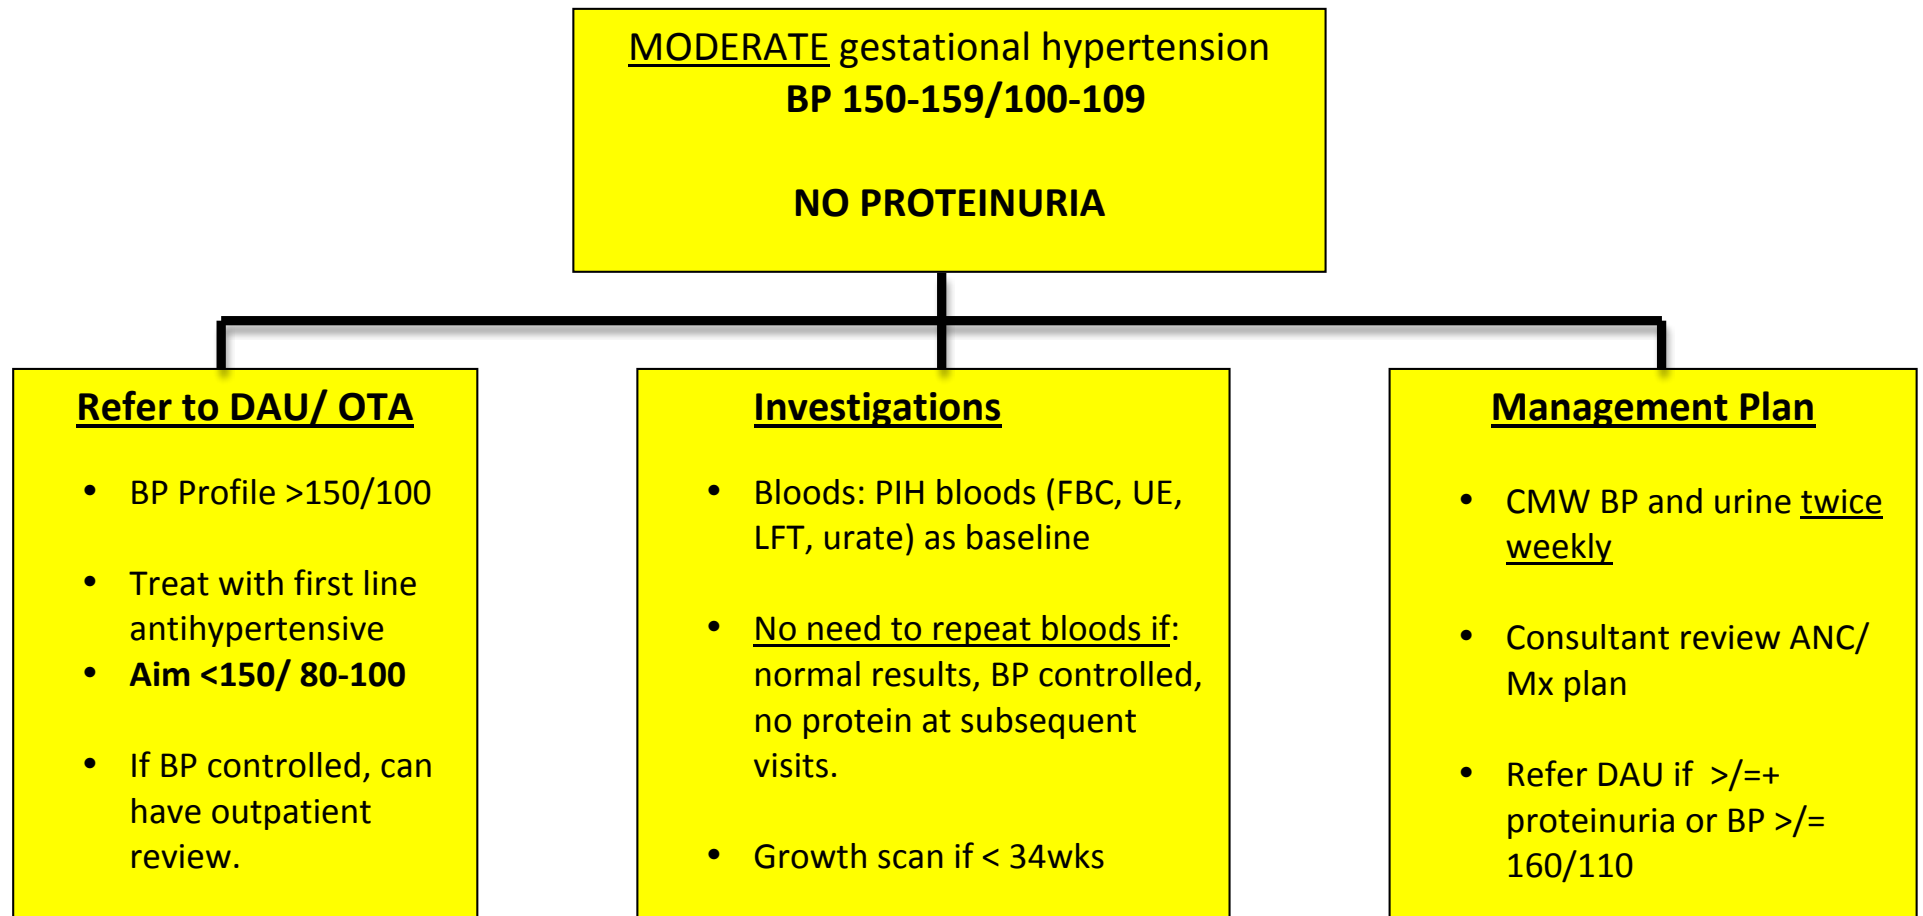 MODERATE gestational hypertension
BP 150-159/100-109
NO PROTEINURIA
Refer to DAU/ OTA
• BP Profile >150/100
• Treat with first line
antihypertensive
• Aim <150/ 80-100
• If BP controlled, can
have outpatient
review.
Investigations
• Bloods: PIH bloods (FBC, UE,
LFT, urate) as baseline
• No need to repeat bloods if:
normal results, BP controlled,
no protein at subsequent
visits.
• Growth scan if < 34wks
Management Plan
• CMW BP and urine twice
weekly
• Consultant review ANC/
Mx plan
• Refer DAU if >/=+
proteinuria or BP >/=
160/110